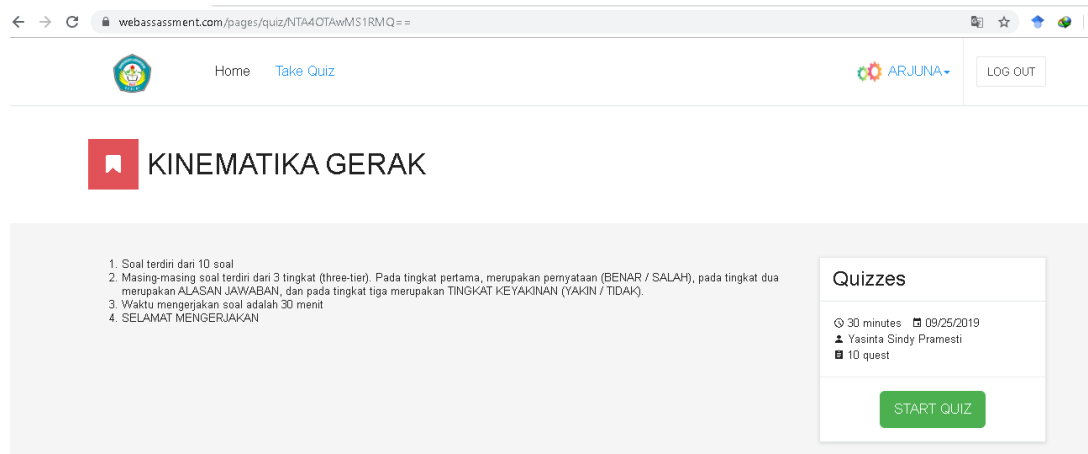 webassassment.com/pages/quiz/NTA4OTAwMS1RMQ==
Home Take Quiz ARJUNA LOG OUT
KINEMATIKA GERAK
1. Soal terdiri dari 10 soal
2. Masing-masing soal terdiri dari 3 tingkat (three-tier). Pada tingkat pertama, merupakan pernyataan (BENAR / SALAH), pada tingkat dua
merupakan ALASAN JAWABAN, dan pada tingkat tiga merupakan TINGKAT KEYAKINAN (YAKIN / TIDAK).
3. Waktu mengerjakan soal adalah 30 menit
4. SELAMAT MENGERJAKAN
Quizzes
30 minutes 09/25/2019
Yasinta Sindy Pramesti
10 quest
START QUIZ